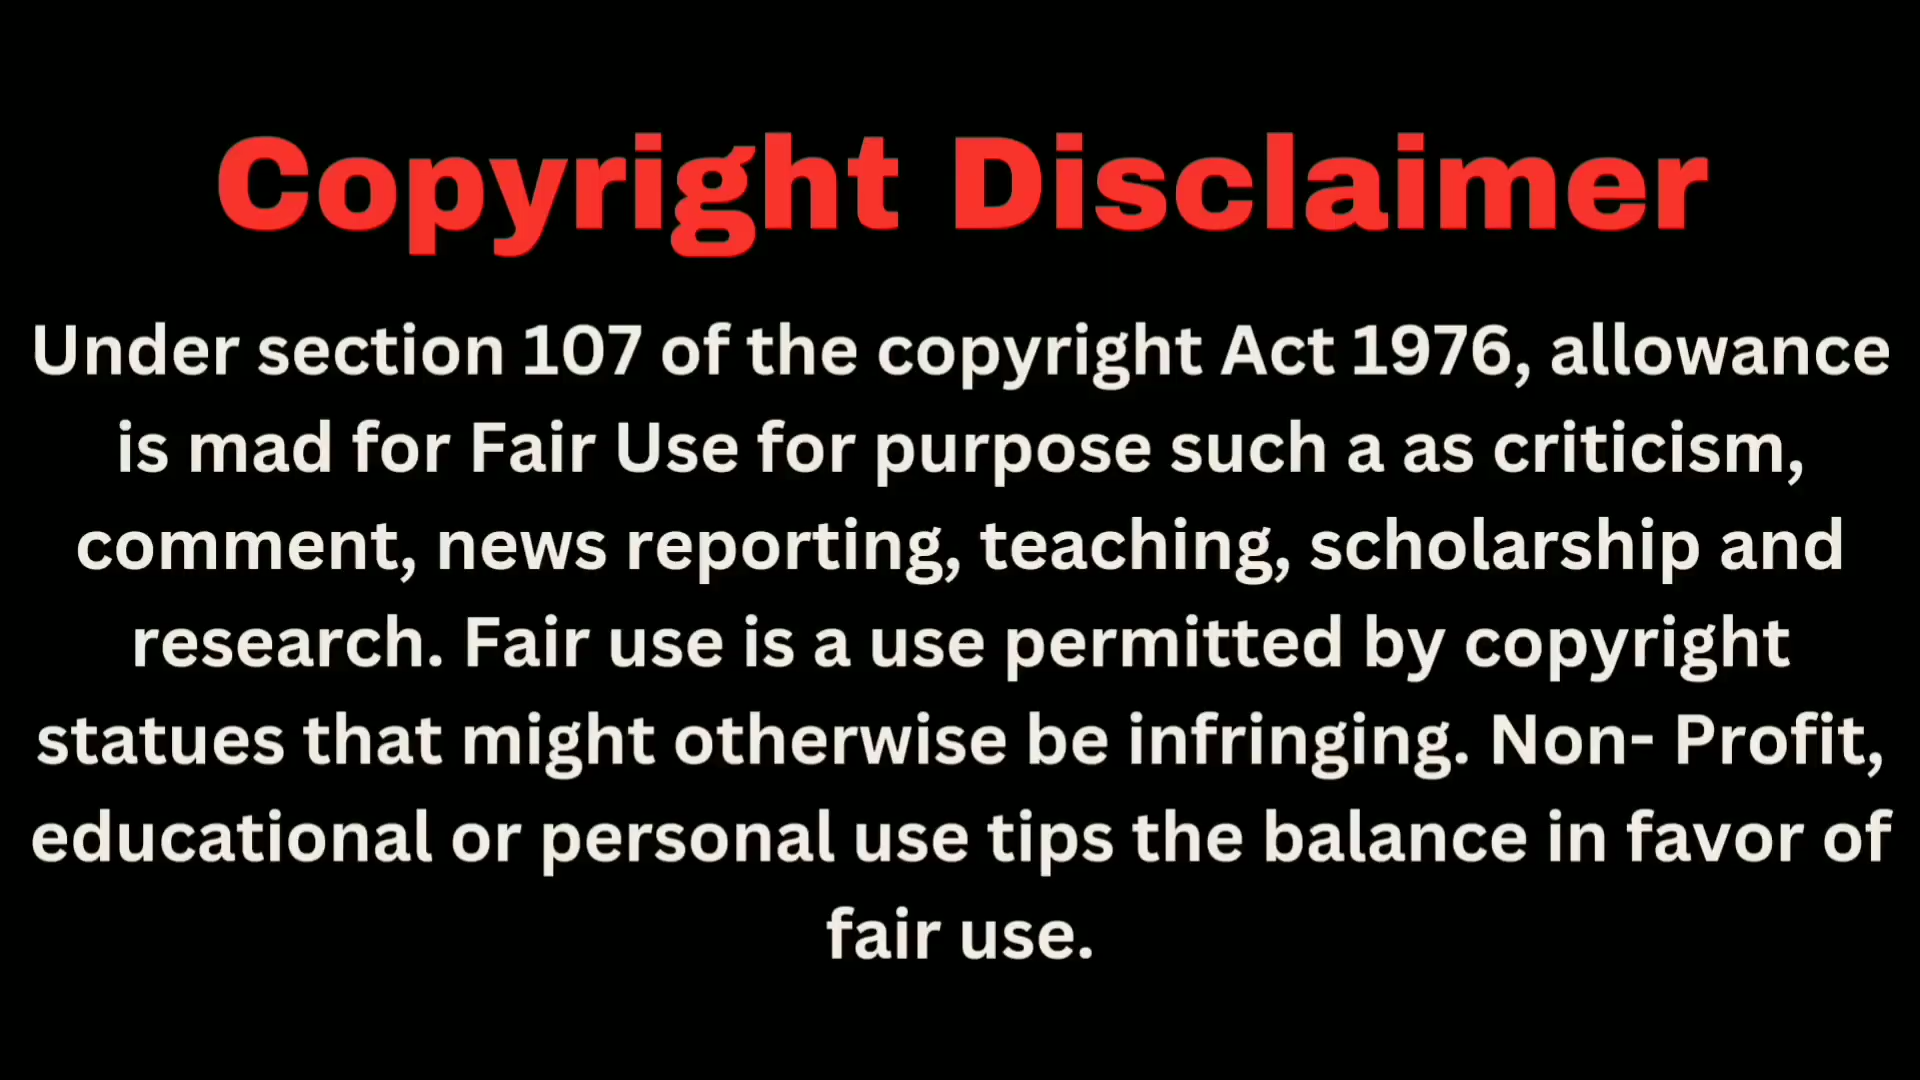 Copyright Disclaimer
Under section 107 of the copyright Act 1976, allowance
is mad for Fair Use for purpose such a as criticism,
comment, news reporting, teaching, scholarship and
research. Fair use is a use permitted by copyright
statues that might otherwise be infringing. Non- Profit,
educational or personal use tips the balance in favor of
fair use.